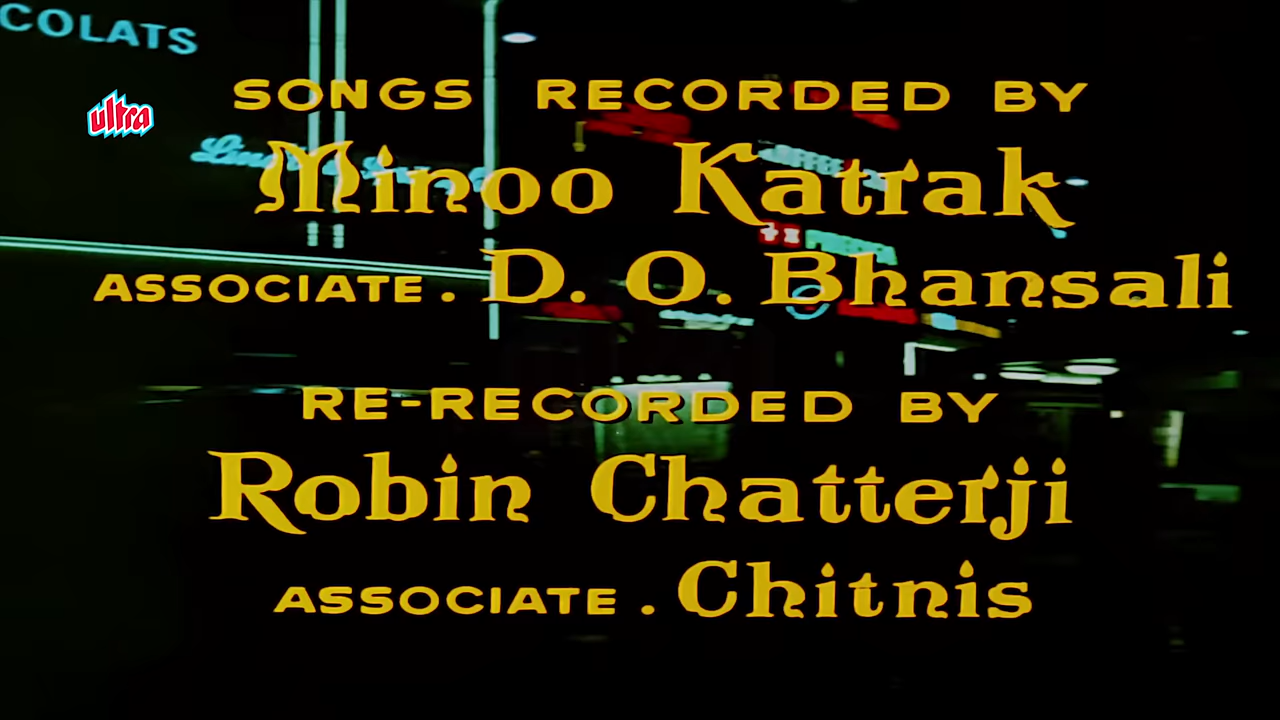 COLATS
ultra
SONGS RECORDED BY
Minoo Katrak
ASSOCIATE . D. O. Bhansali
RE-RECORDED BY
Robin Chatterji
ASSOCIATE . Chitnis